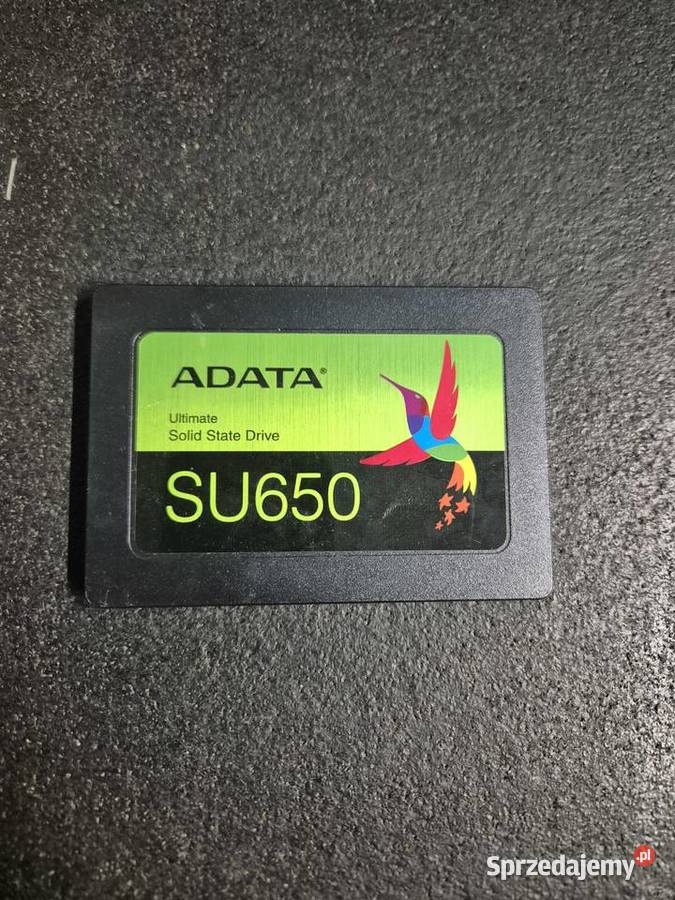 ADATA®
Ultimate
Solid State Drive
SU650
Sprzedajemy.pl